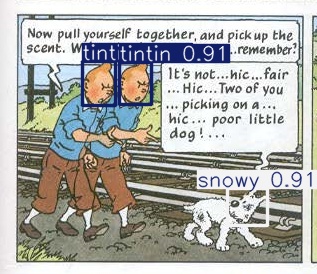 Now pull yourself together, and pick up the
scent. W
tint
tintin 0.91
...remember?
It's not...hic...fair
...Hic...Two of you
... picking on a...
hic... poor little
dog!...
snowy 0.91